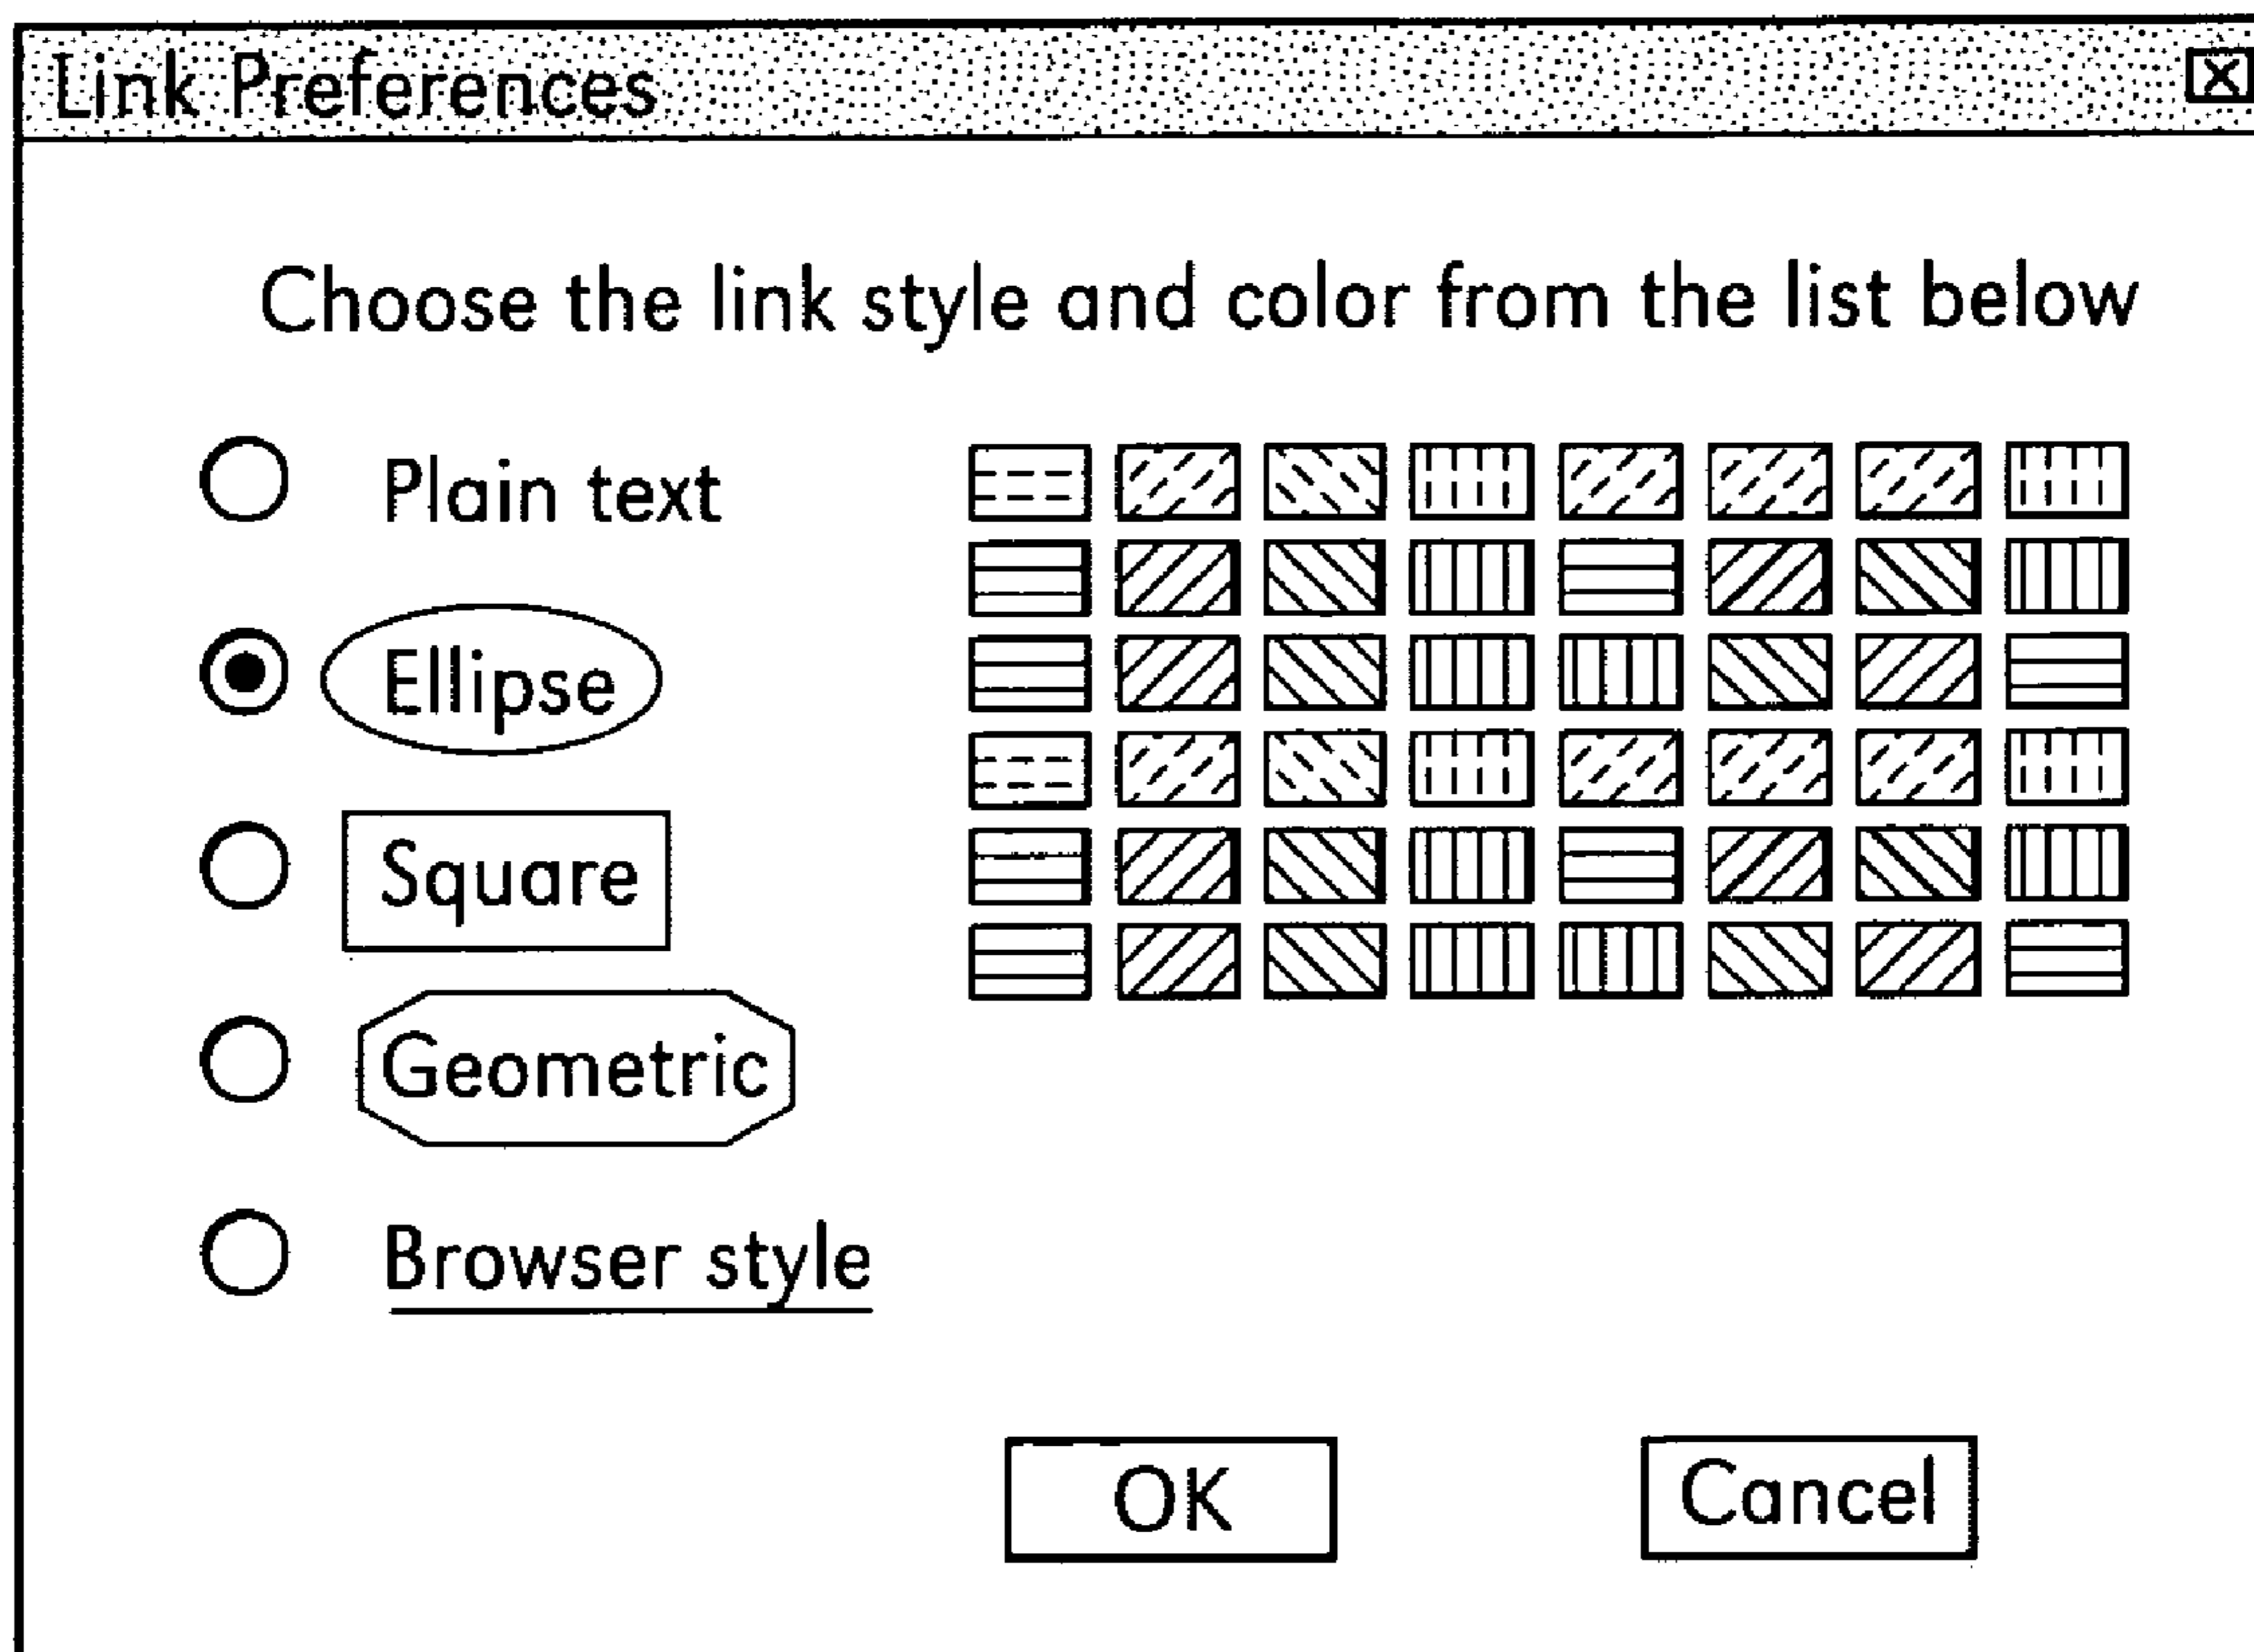 Link Preferences
Choose the link style and color from the list below
Plain text
Ellipse
Square
Geometric
Browser style
OK
Cancel